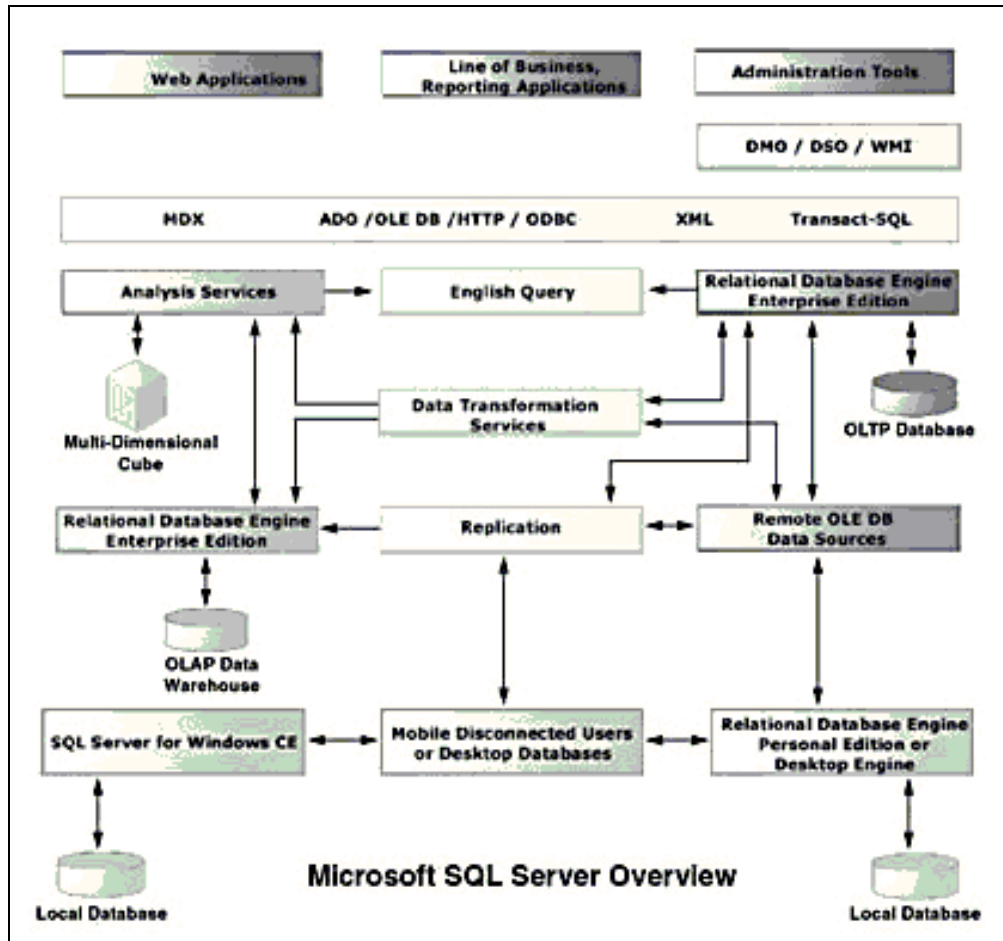 Web Applications
Line of Business,
Reporting Applications
Administration Tools
DMO / DSO / WMI
MDX
ADO /OLE DB /HTTP / ODBC
XML
Transact-SQL
Analysis Services
English Query
Relational Database Engine
Enterprise Edition
Data Transformation
Services
Multi-Dimensional
Cube
OLTP Database
Relational Database Engine
Enterprise Edition
Replication
Remote OLE DB
Data Sources
OLAP Data
Warehouse
SQL Server for Windows CE
Mobile Disconnected Users
or Desktop Databases
Relational Database Engine
Personal Edition or
Desktop Engine
Microsoft SQL Server Overview
Local Database
Local Database